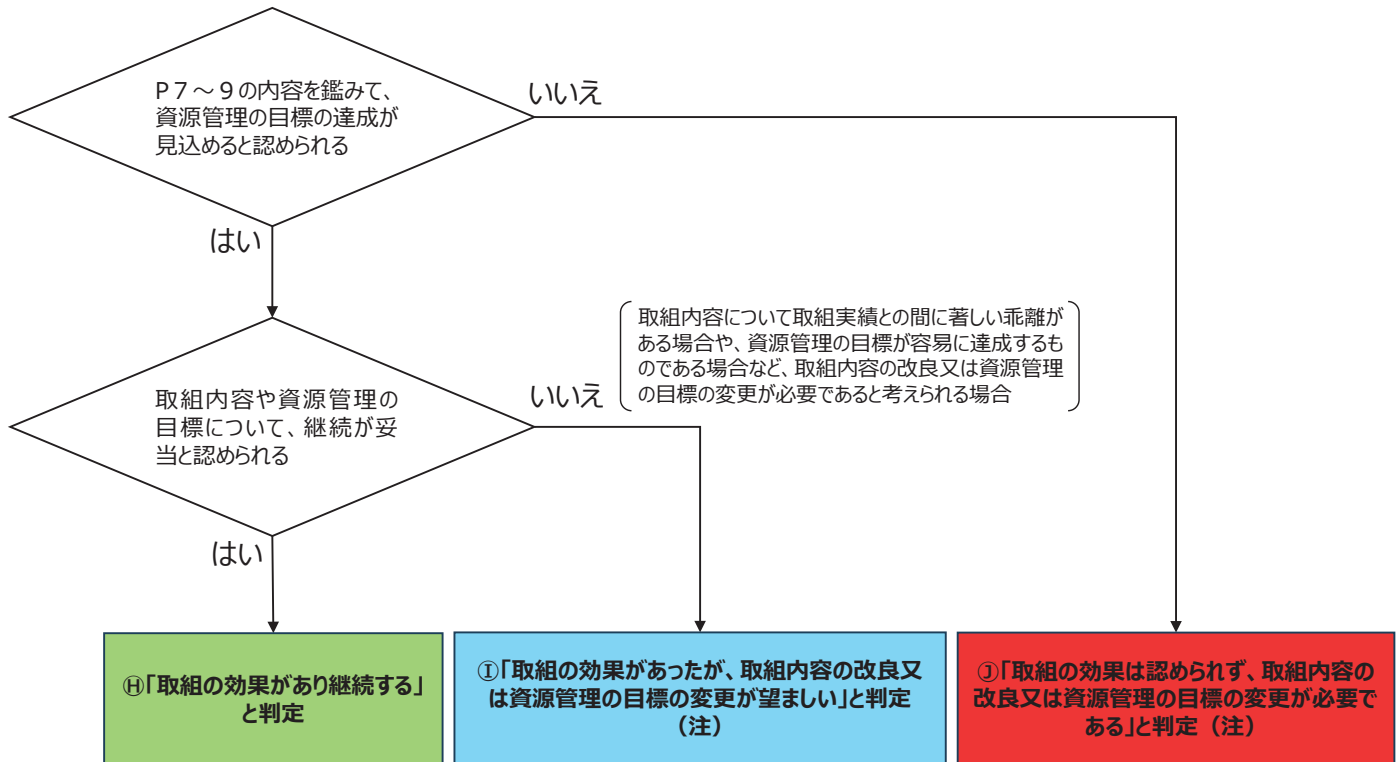 P7～9の内容を鑑みて、
資源管理の目標の達成が
見込めると認められる
いいえ
はい
取組内容について取組実績との間に著しい乖離が
ある場合や、資源管理の目標が容易に達成するも
のである場合など、取組内容の改良又は資源管理
の目標の変更が必要であると考えられる場合
取組内容や資源管理の
目標について、継続が妥
当と認められる
いいえ
はい
Ⓗ「取組の効果があり継続する」
と判定
Ⓘ「取組の効果があったが、取組内容の改良又
は資源管理の目標の変更が望ましい」と判定
（注）
Ⓙ「取組の効果は認められず、取組内容の
改良又は資源管理の目標の変更が必要で
ある」と判定（注）